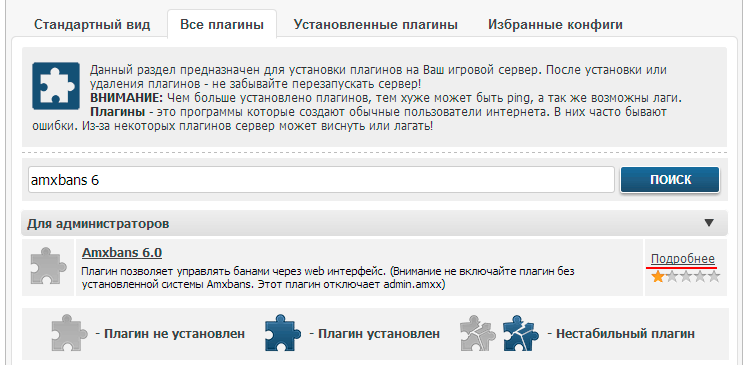 Стандартный вид Все плагины Установленные плагины Избранные конфиги
Данный раздел предназначен для установки плагинов на Ваш игровой сервер. После установки или
удаления плагинов - не забывайте перезапускать сервер!
ВНИМАНИЕ: Чем больше установлено плагинов, тем хуже может быть ping, а так же возможны лаги.
Плагины - это программы которые создают обычные пользователи интернета. В них часто бывают
ошибки. Из-за некоторых плагинов сервер может виснуть или лагать!
amxbans 6 ПОИСК
Для администраторов
Amxbans 6.0
Подробнее
Плагин позволяет управлять банами через web интерфейс. (Внимание не включайте плагин без
установленной системы Amxbans. Этот плагин отключает admin.amxx)
- Плагин не установлен - Плагин установлен - Нестабильный плагин